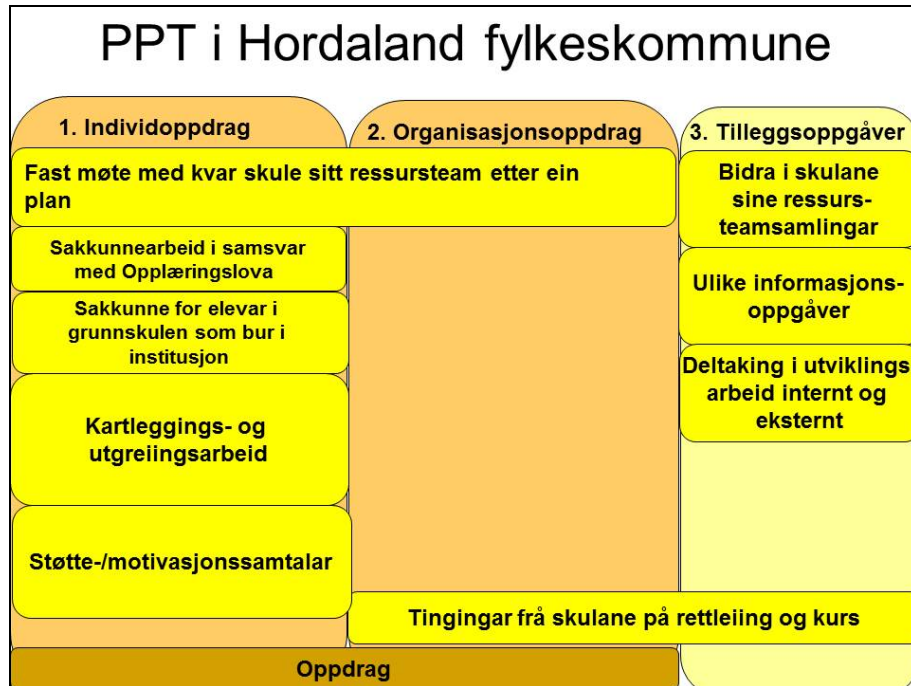 PPT i Hordaland fylkeskommune
1. Individoppdrag
2. Organisasjonsoppdrag
3. Tilleggsoppgåver
Fast møte med kvar skule sitt ressursteam etter ein
plan
Sakkunnearbeid i samsvar
med Opplæringslova
Sakkunne for elevar i
grunnskulen som bur i
institusjon
Kartleggings- og
utgreiingsarbeid
Støtte-/motivasjonssamtalar
Bidra i skulane
sine ressurs-
teamsamlingar
Ulike informasjons-
oppgåver
Deltaking i utviklings
arbeid internt og
eksternt
Tingingar frå skulane på rettleiing og kurs
Oppdrag